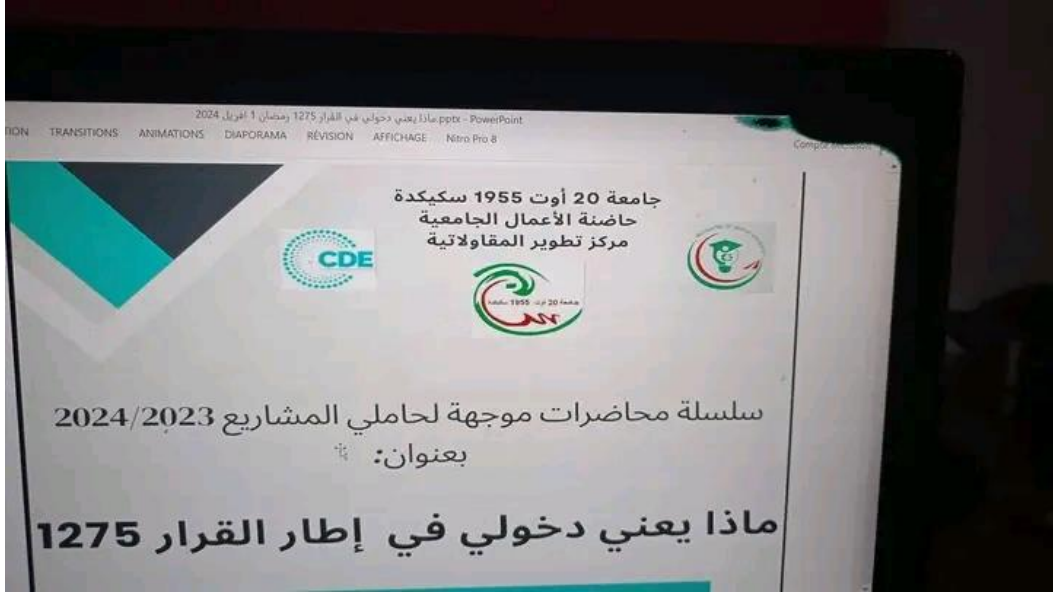 ماذا يعني دخولي في القرار 1275 رمضان 1 افريل 2024.pptx - PowerPoint
TION TRANSITIONS ANIMATIONS DIAPORAMA RÉVISION AFFICHAGE Nitro Pro 8
جامعة 20 أوت 1955 سكيكدة
حاضنة الأعمال الجامعية
مركز تطوير المقاولاتية
CDE
جامعة 20 أوت 1955 سكيكدة
سلسلة محاضرات موجهة لحاملي المشاريع 2024/2023
بعنوان:
ماذا يعني دخولي في إطار القرار 1275